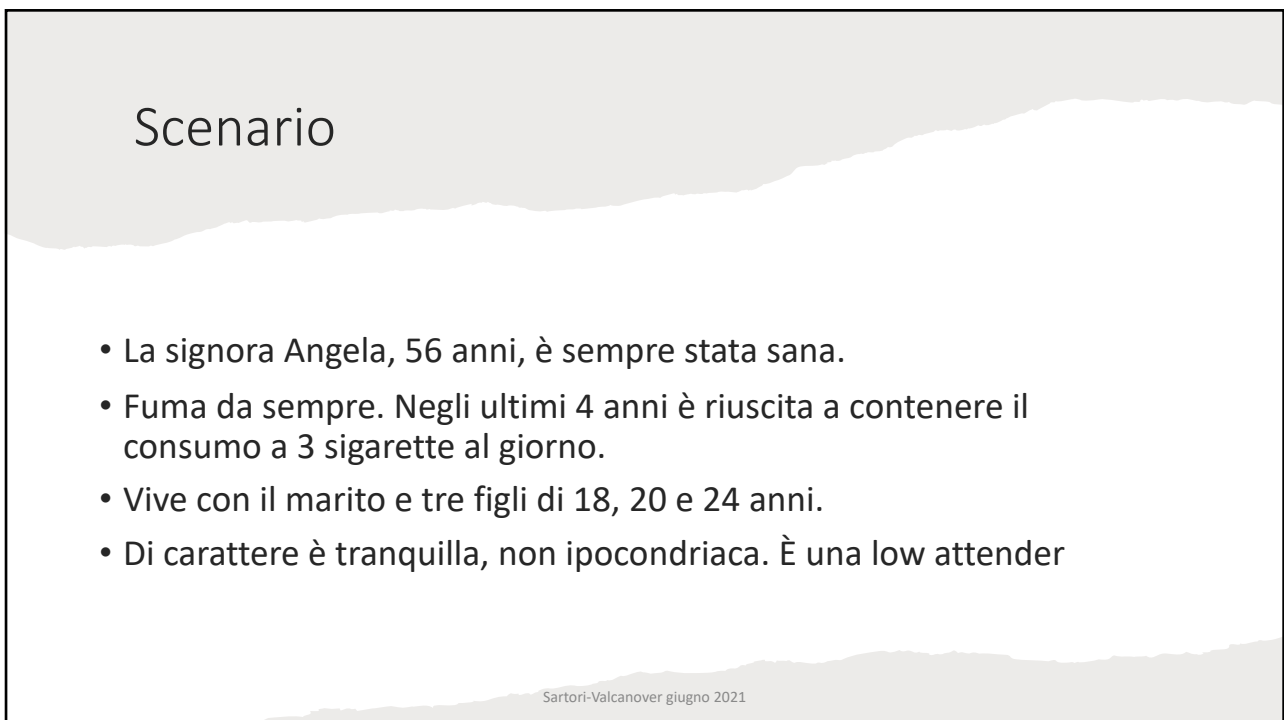 Scenario
• La signora Angela, 56 anni, è sempre stata sana.
• Fuma da sempre. Negli ultimi 4 anni è riuscita a contenere il
consumo a 3 sigarette al giorno.
• Vive con il marito e tre figli di 18, 20 e 24 anni.
• Di carattere è tranquilla, non ipocondriaca. È una low attender
Sartori-Valcanover giugno 2021